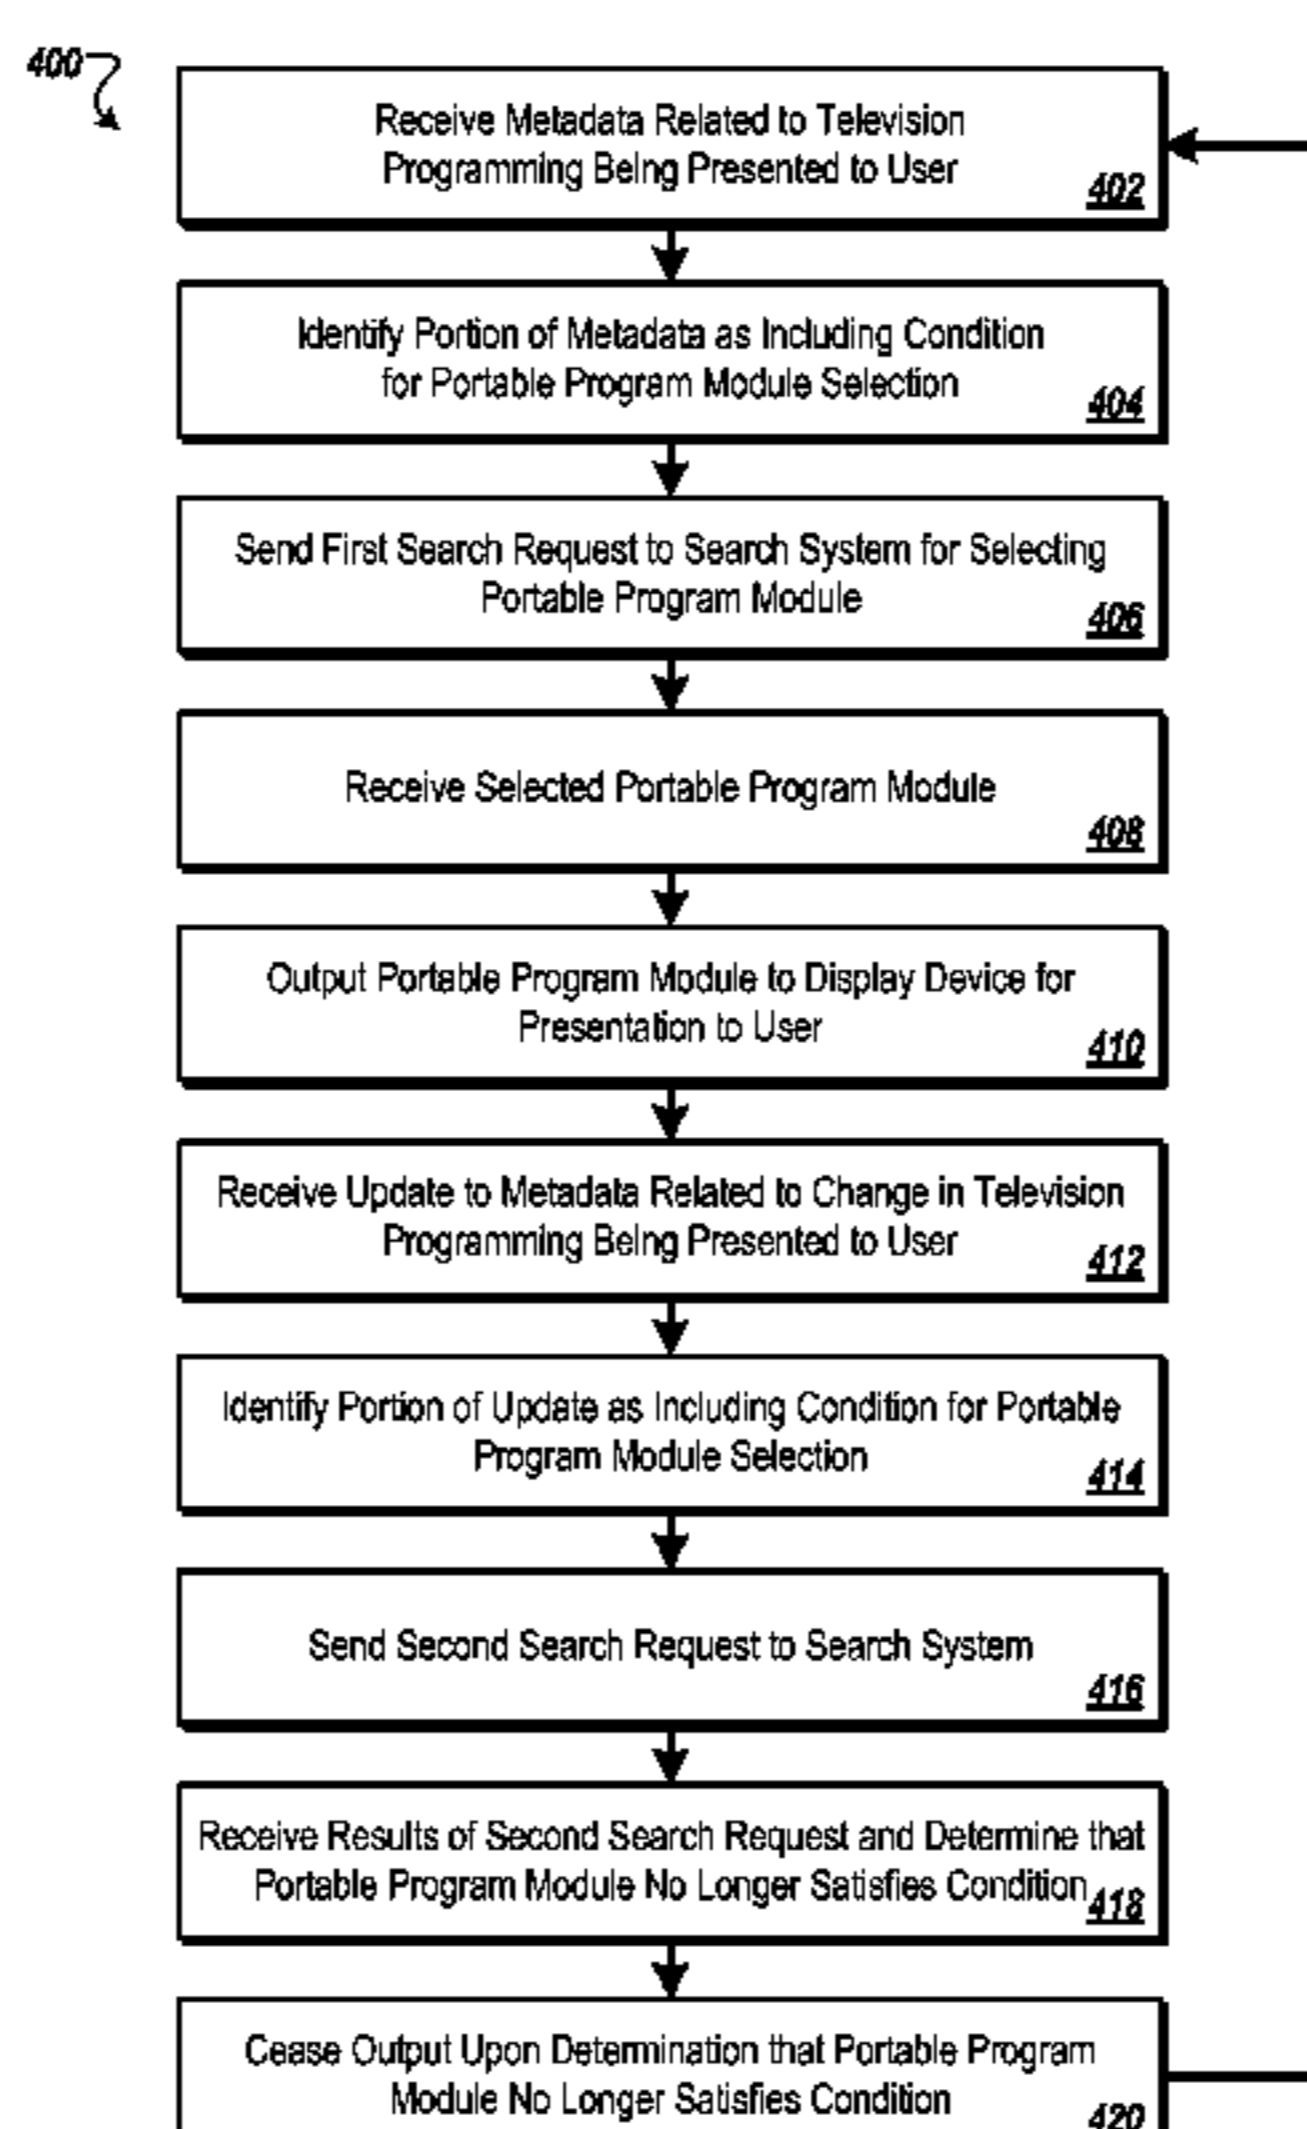 400
Receive Metadata Related to Television
Programming Being Presented to User
402
Identify Portion of Metadata as Including Condition
for Portable Program Module Selection
404
Send First Search Request to Search System for Selecting
Portable Program Module
406
Receive Selected Portable Program Module
408
Output Portable Program Module to Display Device for
Presentation to User
410
Receive Update to Metadata Related to Change in Television
Programming Being Presented to User
412
Identify Portion of Update as Including Condition for Portable
Program Module Selection
414
Send Second Search Request to Search System
416
Receive Results of Second Search Request and Determine that
Portable Program Module No Longer Satisfies Condition
418
Cease Output Upon Determination that Portable Program
Module No Longer Satisfies Condition
420